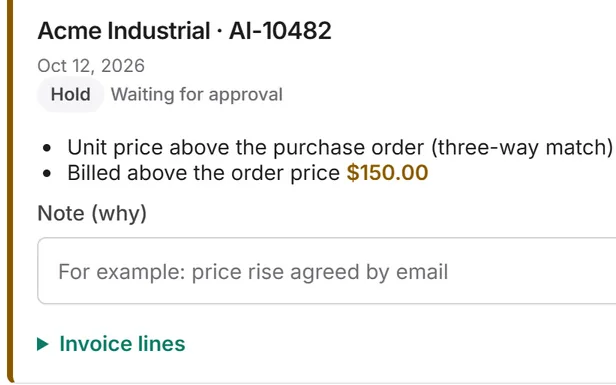 Acme Industrial · AI-10482
Oct 12, 2026
Hold Waiting for approval
Unit price above the purchase order (three-way match)
Billed above the order price $150.00
Note (why)
For example: price rise agreed by email
Invoice lines